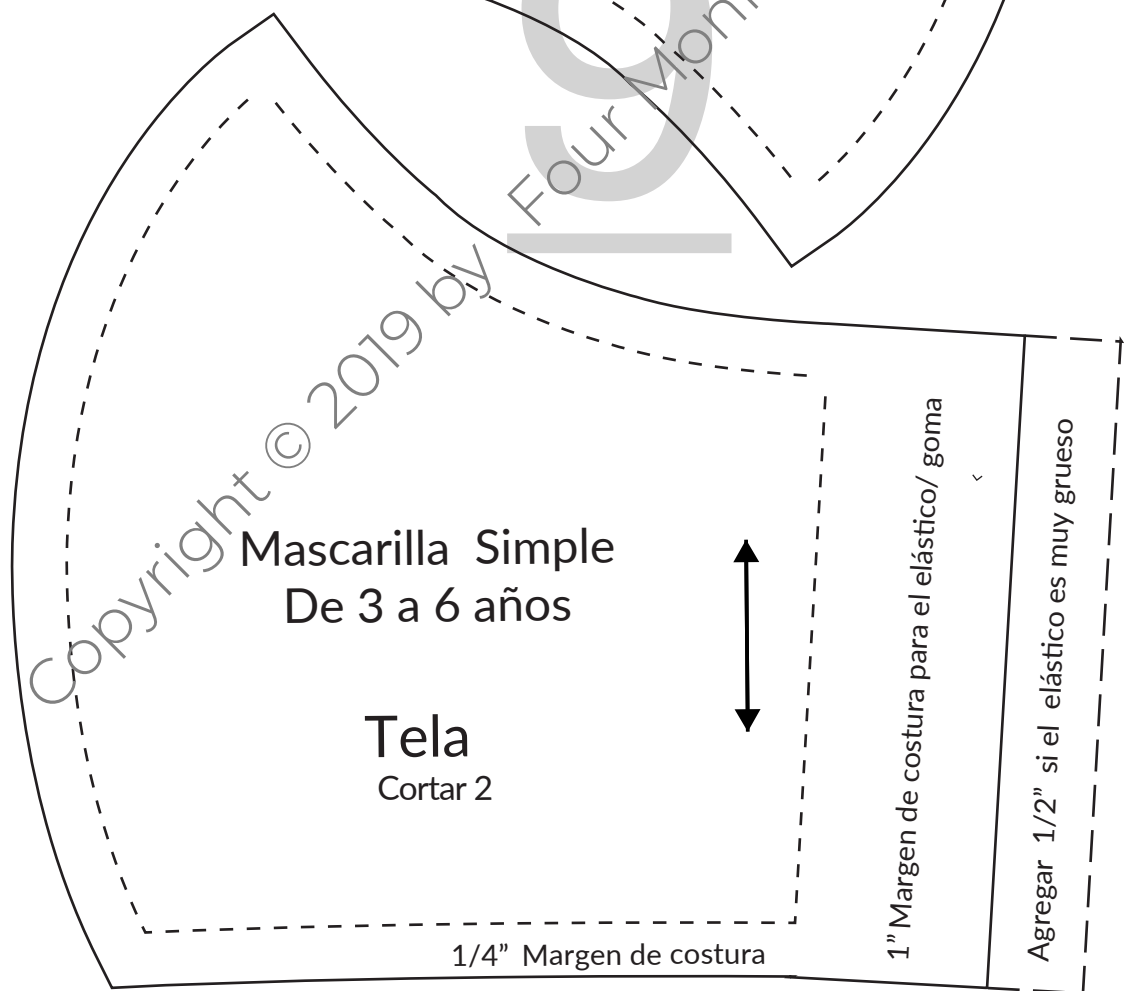 Mascarilla Simple
De 3 a 6 años
Tela
Cortar 2
1/4” Margen de costura
1” Margen de costura para el elástico/ goma
Agregar 1/2” si el elástico es muy grueso
Copyright © 2019 by Four
9